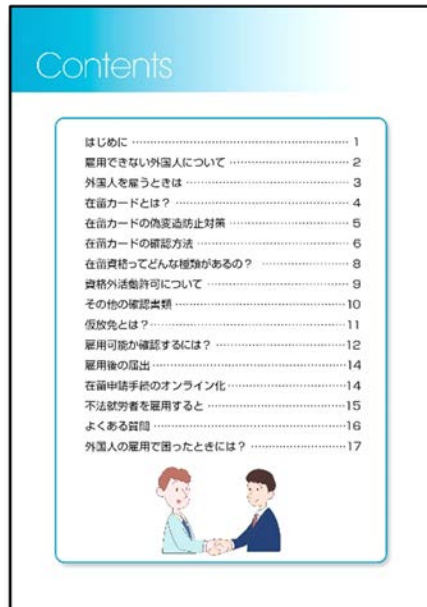 Contents
はじめに 1
雇用できない外国人について 2
外国人を雇うときは 3
在留カードとは? 4
在留カードの偽変造防止対策 5
在留カードの確認方法 6
在留資格ってどんな種類があるの? 8
資格外活動許可について 9
その他の確認書類 10
仮放免とは? 11
雇用可能か確認するには? 12
雇用後の届出 14
在留申請手続のオンライン化 14
不法就労者を雇用すると 15
よくある質問 16
外国人の雇用で困ったときには? 17